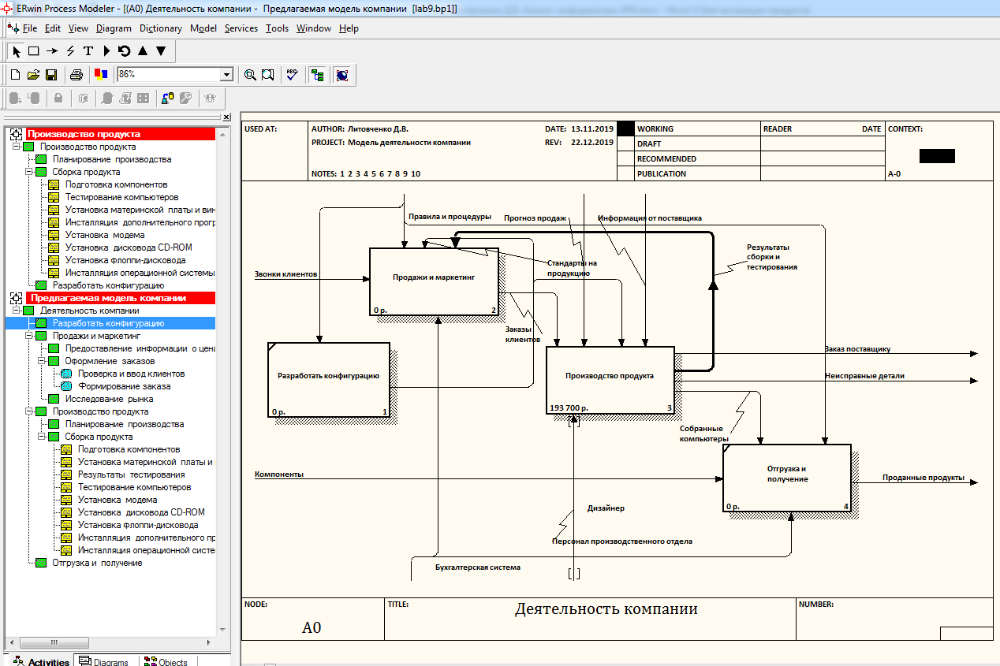 ERwin Process Modeler - [(A0) Деятельность компании - Предлагаемая модель компании [lab9.bp1]]
File Edit View Diagram Dictionary Model Services Tools Window Help
T
86%
ABC
Производство продукта
Производство продукта
Планирование производства
Сборка продукта
Подготовка компонентов
Тестирование компьютеров
Установка материнской платы и вин
Инсталляция дополнительного прогр
Установка модема
Установка дисковода CD-ROM
Установка флоппи-дисковода
Инсталляция операционной системы
Разработать конфигурацию
Предлагаемая модель компании
Деятельность компании
Разработать конфигурацию
Продажи и маркетинг
Предоставление информации о цена
Оформление заказов
Проверка и ввод клиентов
Формирование заказа
Исследование рынка
Производство продукта
Планирование производства
Сборка продукта
Подготовка компонентов
Установка материнской платы и
Результаты тестирования
Тестирование компьютеров
Установка модема
Установка дисковода CD-ROM
Установка флоппи-дисковода
Инсталляция дополнительного пр
Инсталляция операционной систе
Отгрузка и получение
Activities Diagrams Objects
USED AT:
AUTHOR: Литовченко Д.В.
DATE: 13.11.2019
PROJECT: Модель деятельности компании
REV: 22.12.2019
NOTES: 1 2 3 4 5 6 7 8 9 10
WORKING
DRAFT
RECOMMENDED
PUBLICATION
READER
DATE
CONTEXT:
A-0
Правила и процедуры
Прогноз продаж
Информация от поставщика
Результаты
сборки и
тестирования
Стандарты на
продукцию
Звонки клиентов
Продажи и маркетинг
0 р.
2
Заказы
клиентов
Разработать конфигурацию
0 р.
1
Производство продукта
193 700 р.
3
Заказ поставщику
Неисправные детали
Собранные
компьютеры
Компоненты
Отгрузка и
получение
0 р.
4
Проданные продукты
Дизайнер
Персонал производственного отдела
Бухгалтерская система
NODE:
A0
TITLE:
Деятельность компании
NUMBER: